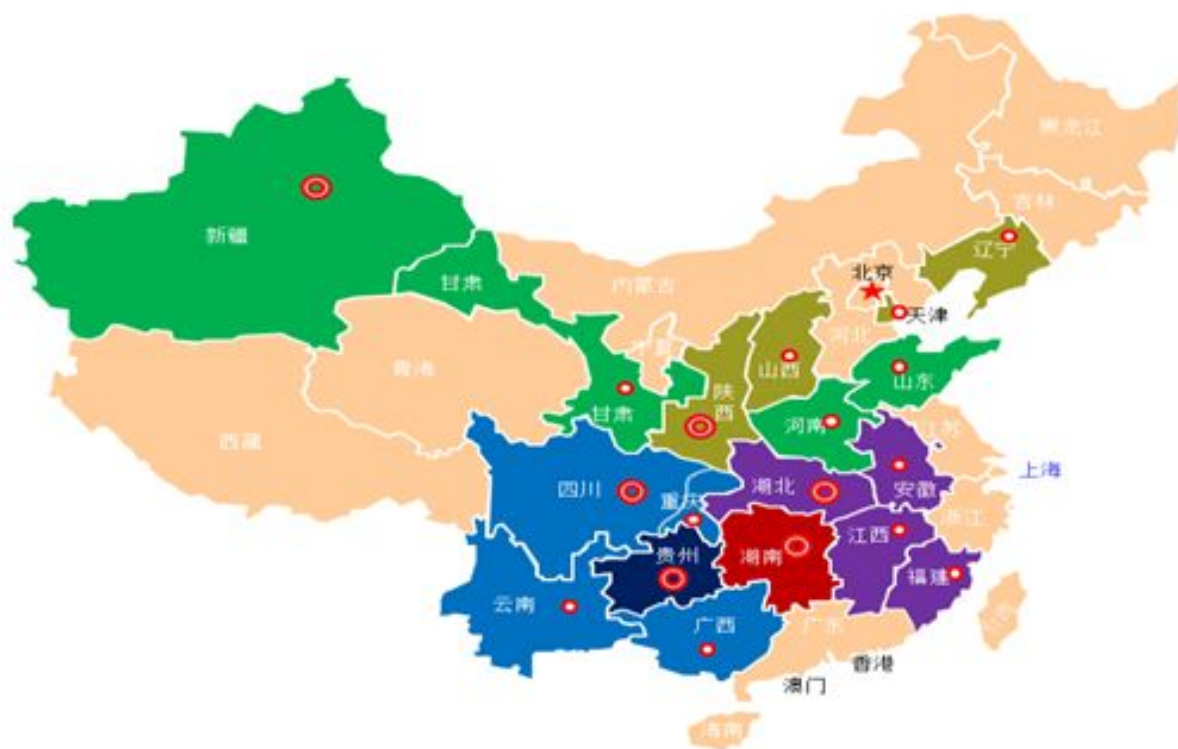 黑龙江
吉林
辽宁
新疆
北京
甘肃
内蒙古
天津
河北
宁夏
青海
山西
山东
陕西
甘肃
河南
江苏
西藏
上海
四川
湖北
安徽
重庆
浙江
江西
湖南
贵州
福建
云南
广西
广东
香港
澳门
海南